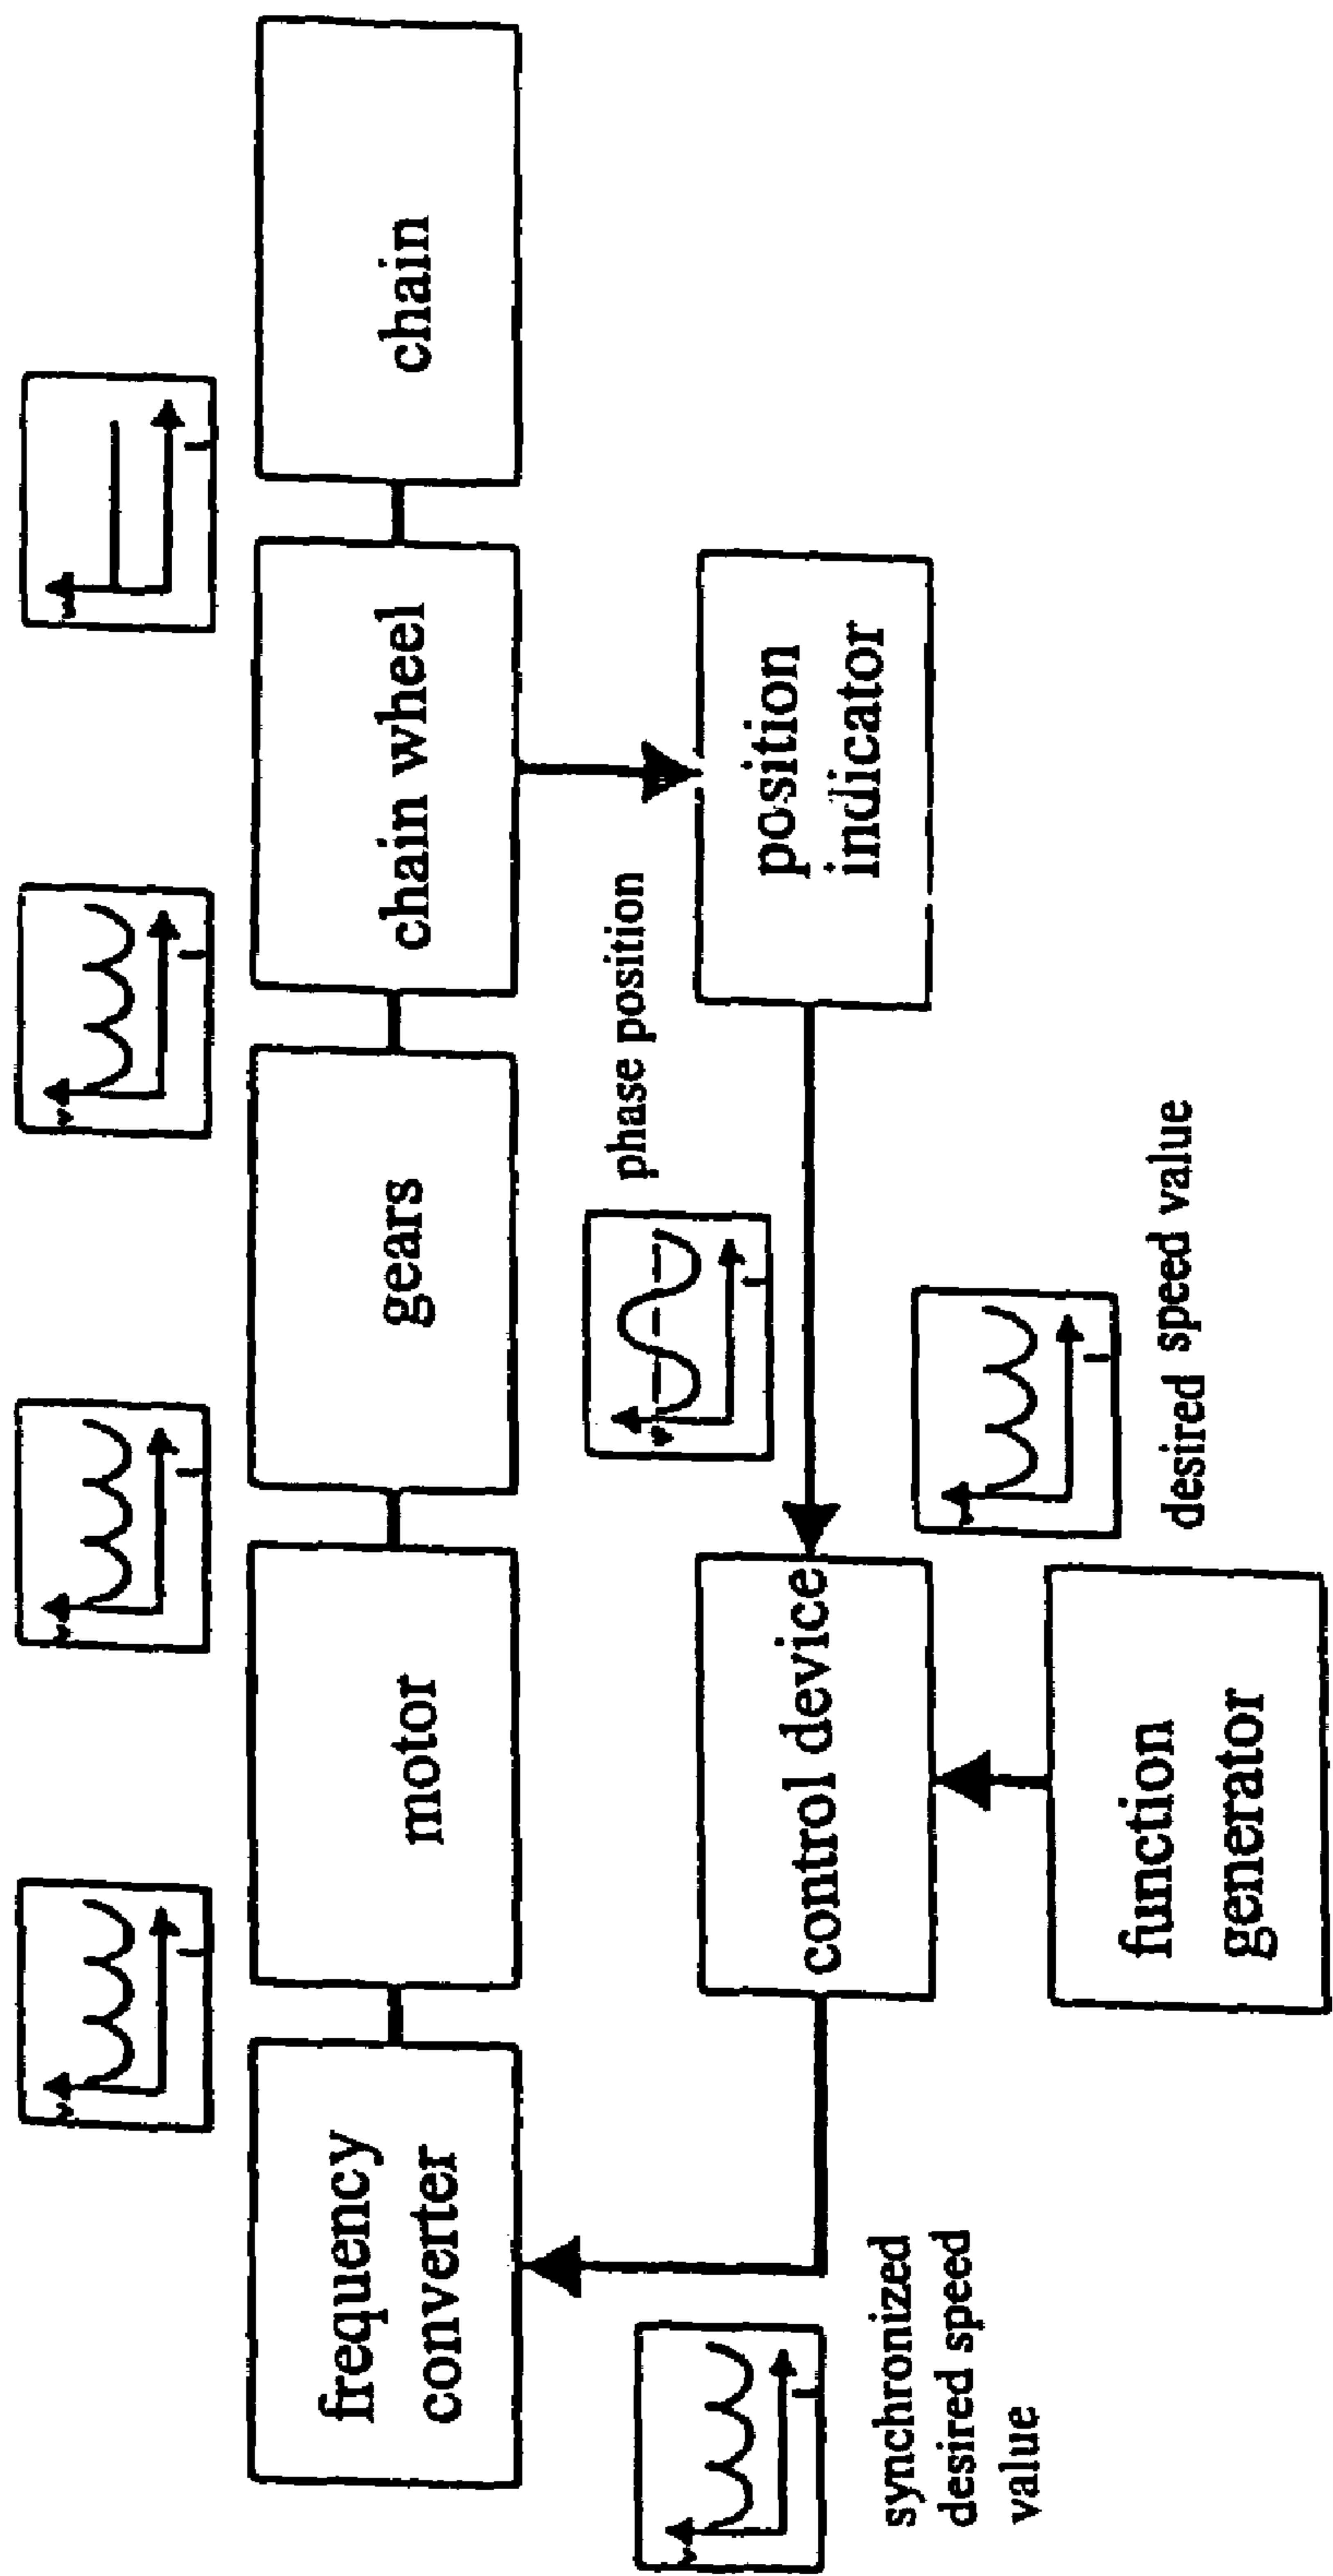 frequency
converter
motor
gears
chain wheel
chain
synchronized
desired speed
value
phase position
control device
position
indicator
function
generator
desired speed value